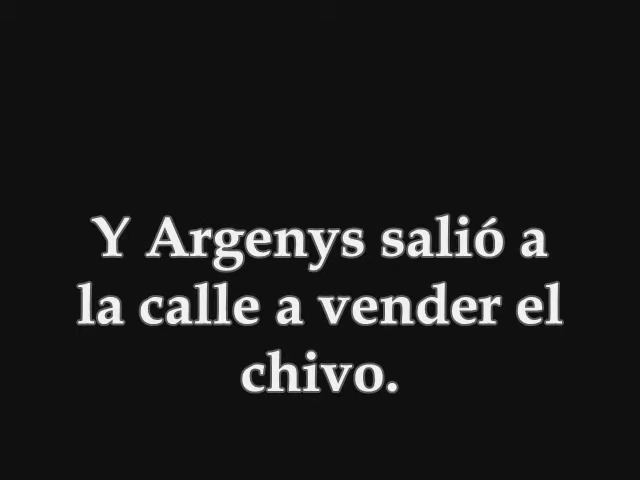 Y Argenys salió a
la calle a vender el
chivo.